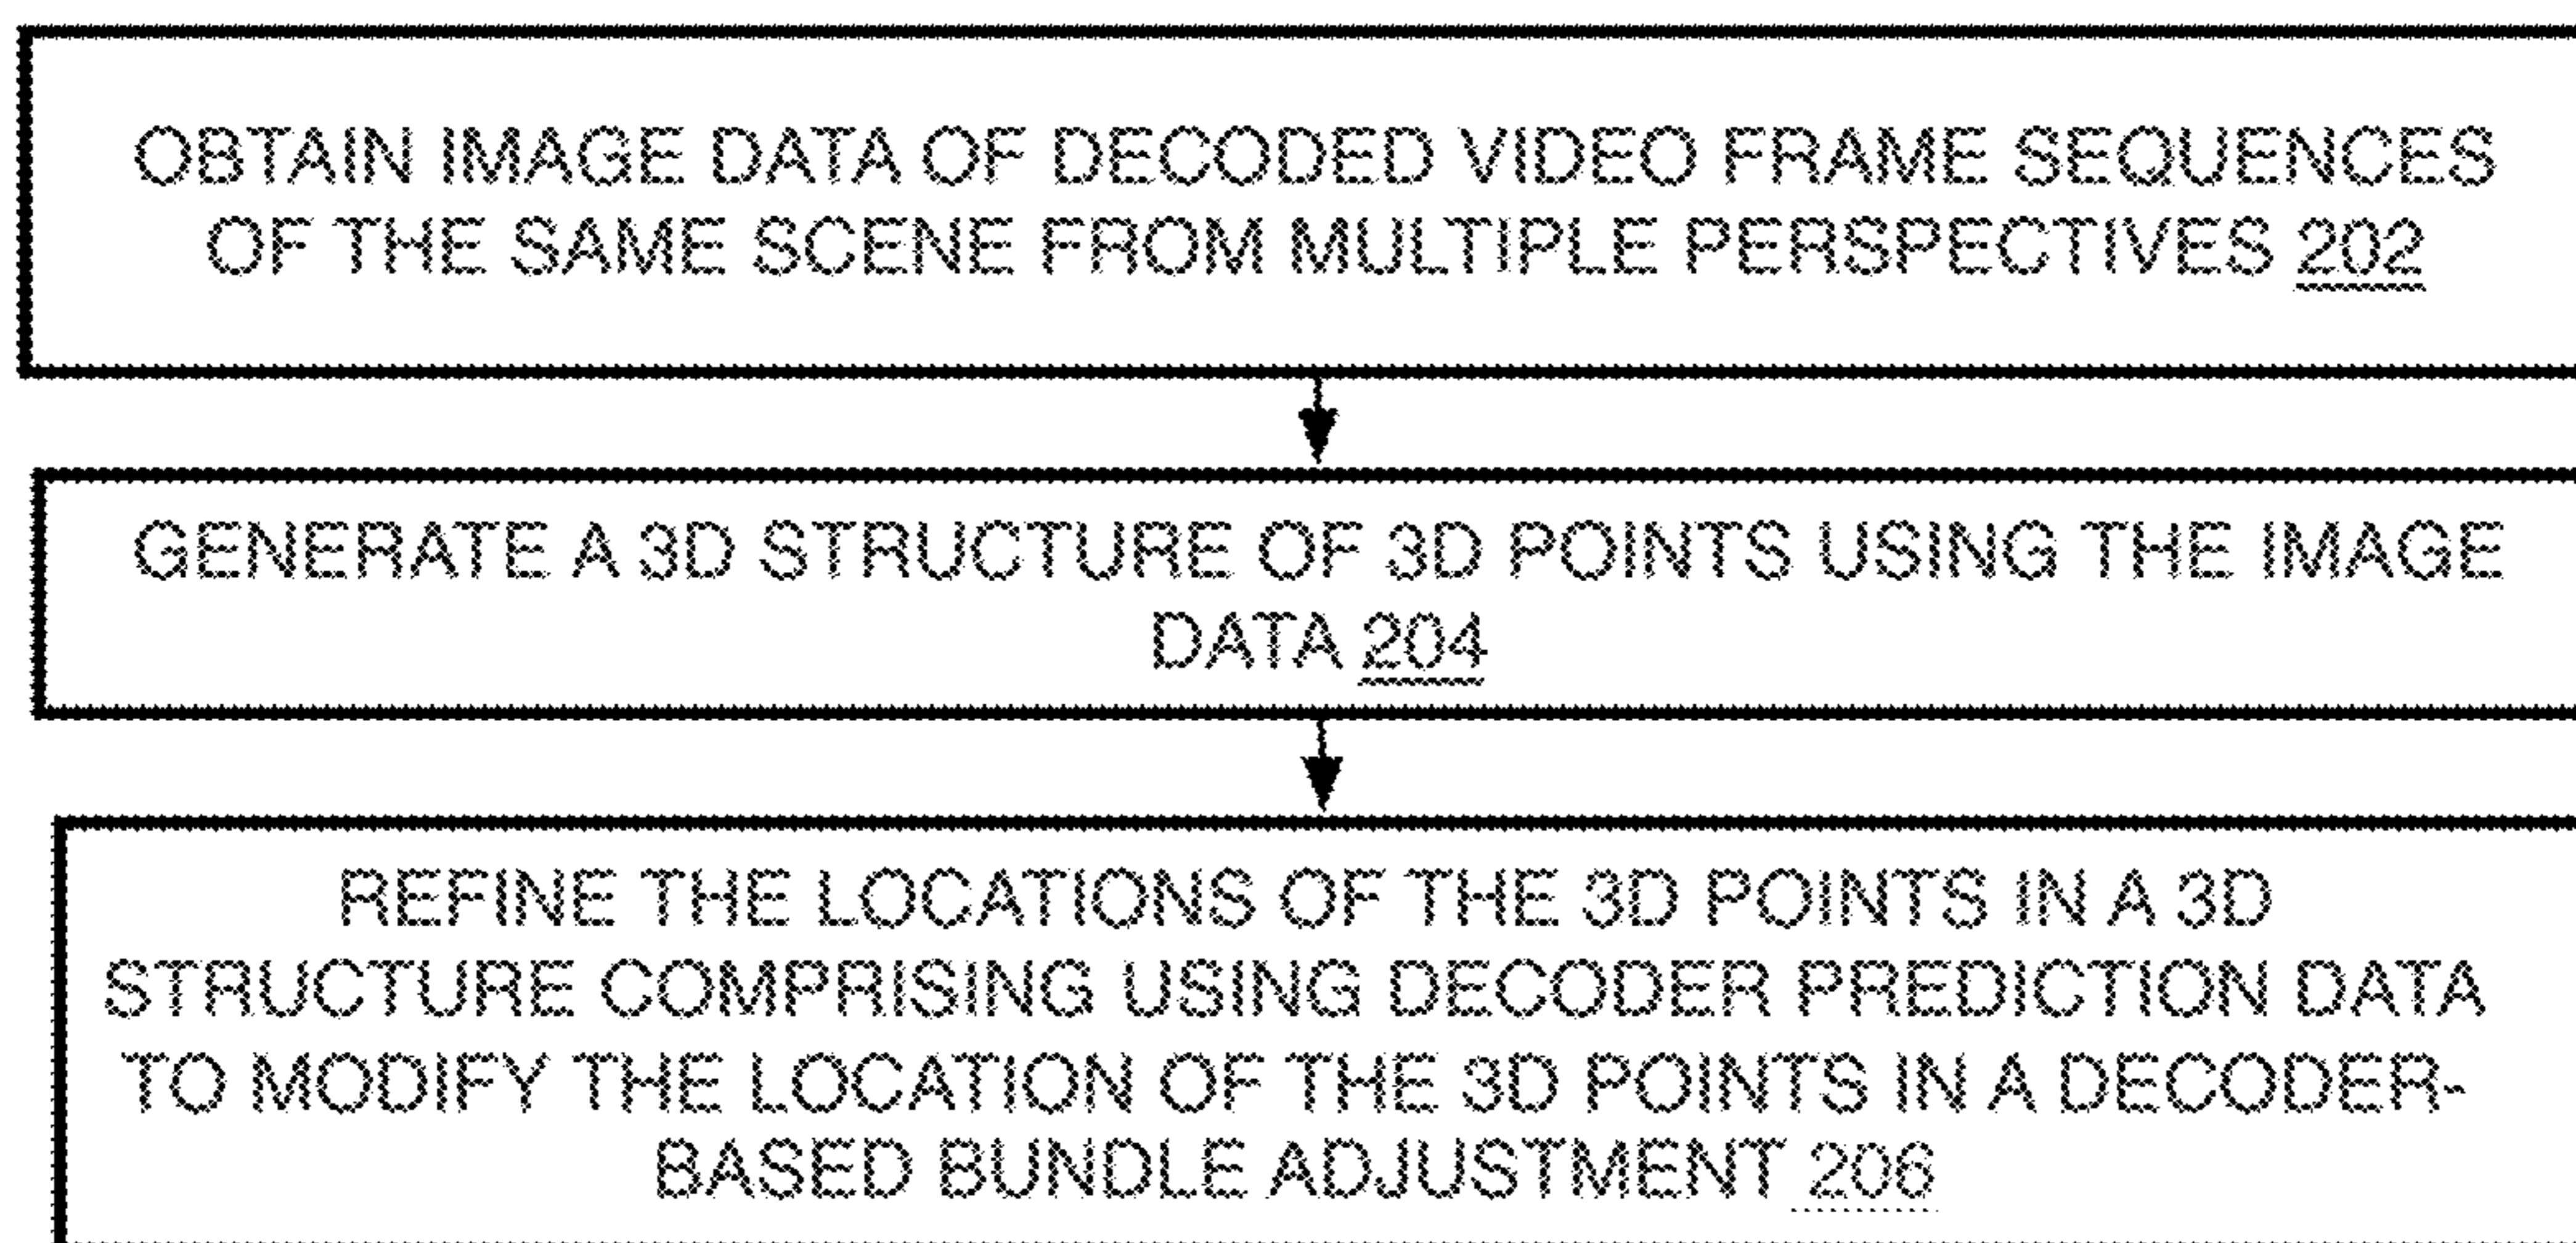 OBTAIN IMAGE DATA OF DECODED VIDEO FRAME SEQUENCES
OF THE SAME SCENE FROM MULTIPLE PERSPECTIVES 202
GENERATE A 3D STRUCTURE OF 3D POINTS USING THE IMAGE
DATA 204
REFINE THE LOCATIONS OF THE 3D POINTS IN A 3D
STRUCTURE COMPRISING USING DECODER PREDICTION DATA
TO MODIFY THE LOCATION OF THE 3D POINTS IN A DECODER-
BASED BUNDLE ADJUSTMENT 206